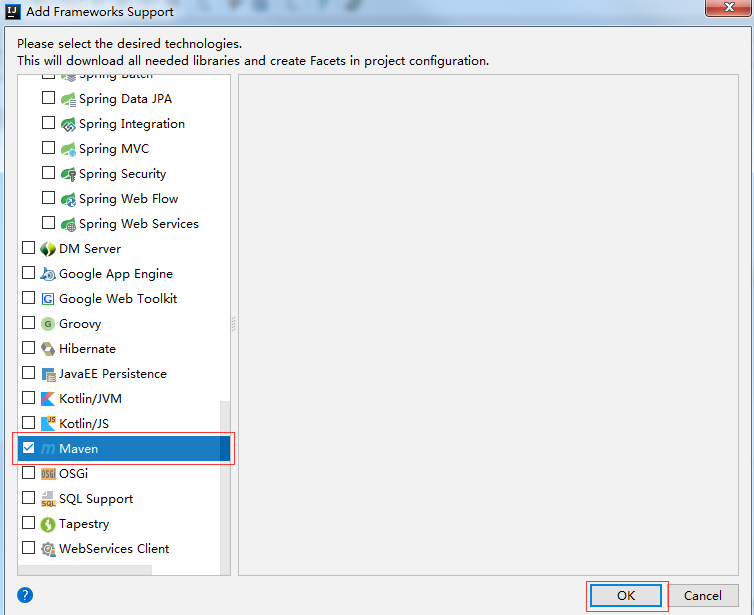 Add Frameworks Support
Please select the desired technologies.
This will download all needed libraries and create Facets in project configuration.
Spring Batch
Spring Data JPA
Spring Integration
Spring MVC
Spring Security
Spring Web Flow
Spring Web Services
DM Server
Google App Engine
Google Web Toolkit
Groovy
Hibernate
JavaEE Persistence
Kotlin/JVM
Kotlin/JS
Maven
OSGi
SQL Support
Tapestry
WebServices Client
OK
Cancel